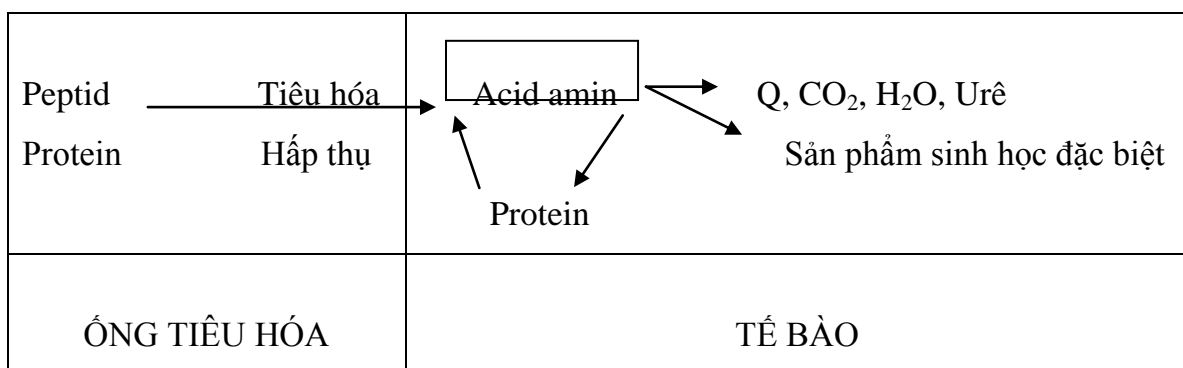 Peptid Tiêu hóa Acid amin Q, CO₂, H₂O, Urê
Protein Hấp thụ Sản phẩm sinh học đặc biệt
Protein
ỐNG TIÊU HÓA TẾ BÀO